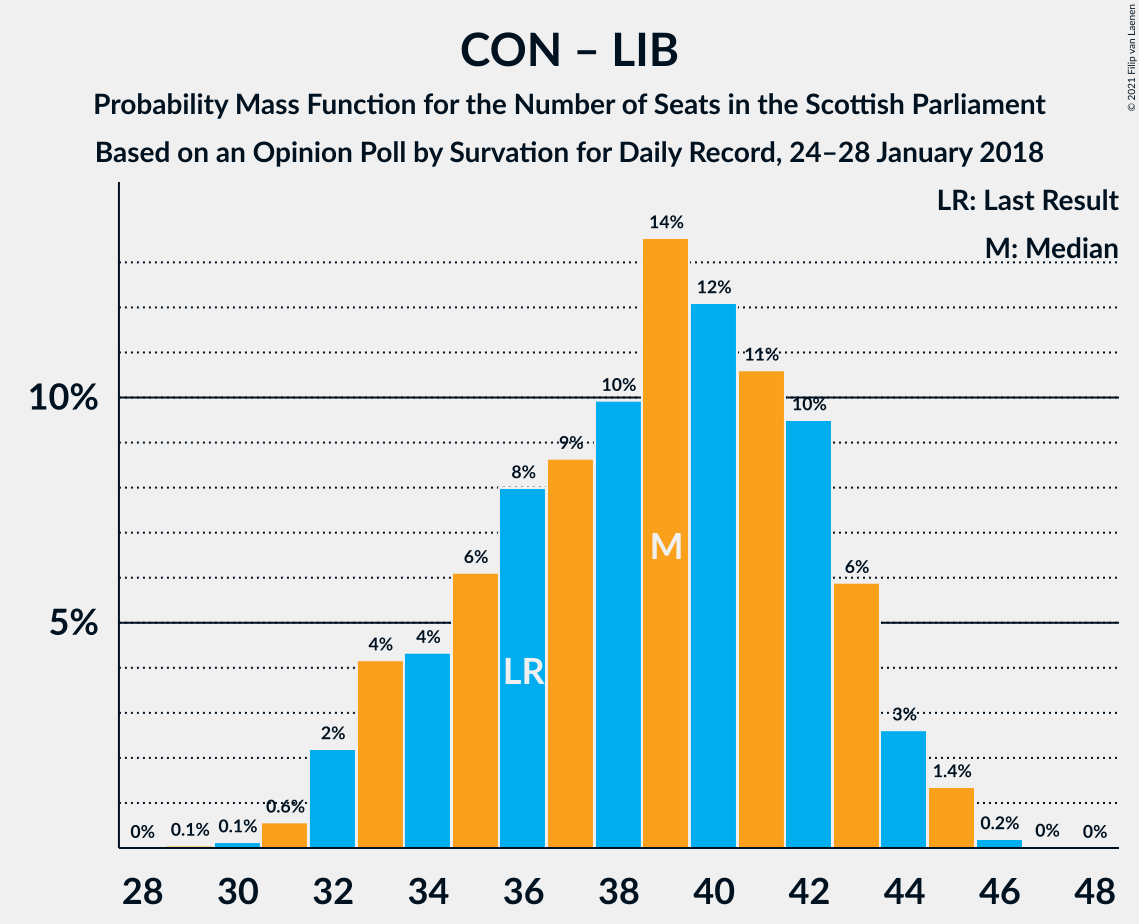 CON – LIB
Probability Mass Function for the Number of Seats in the Scottish Parliament
Based on an Opinion Poll by Survation for Daily Record, 24–28 January 2018
© 2021 Filip van Laenen
LR: Last Result
M: Median
10%
5%
0%
0.1%
0.1%
0.6%
2%
4%
4%
6%
8%
9%
10%
14%
12%
11%
10%
6%
3%
1.4%
0.2%
0%
0%
LR
M
28 30 32 34 36 38 40 42 44 46 48